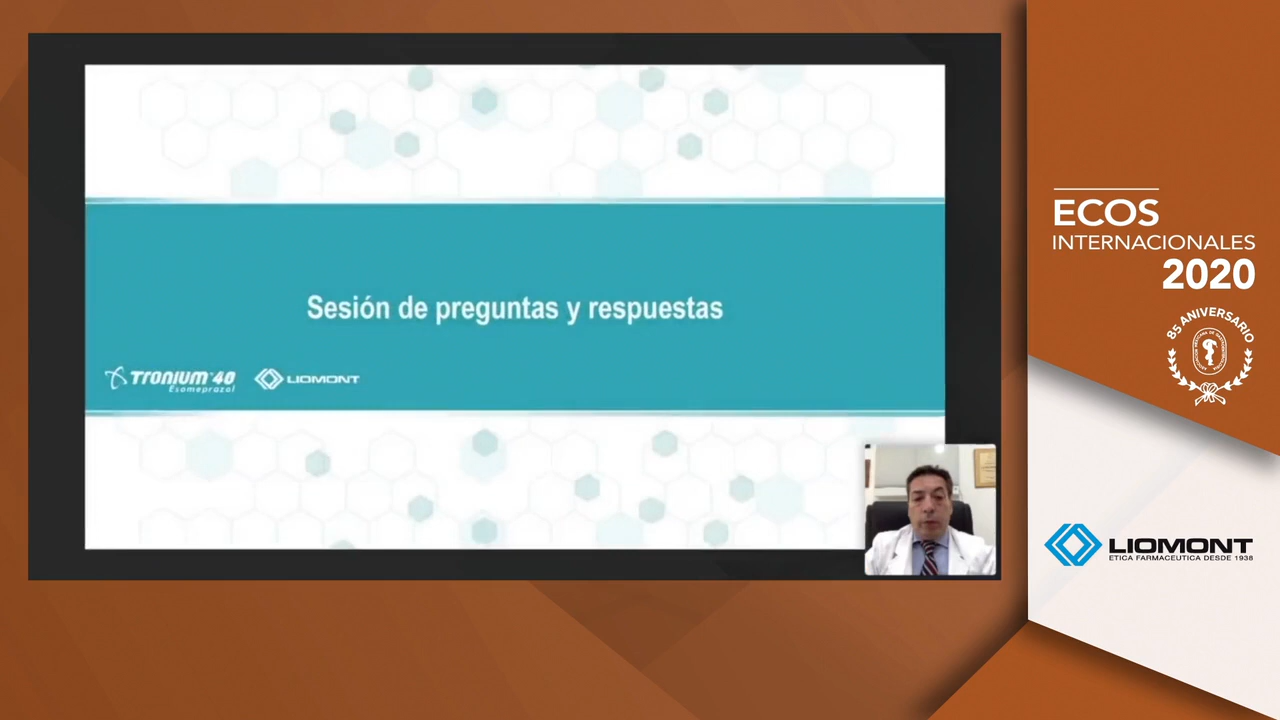 Sesión de preguntas y respuestas
TRONIUM 40
Esomeprazol
LIOMONT
ECOS
INTERNACIONALES
2020
85 ANIVERSARIO
LIOMONT
ETICA FARMACEUTICA DESDE 1938